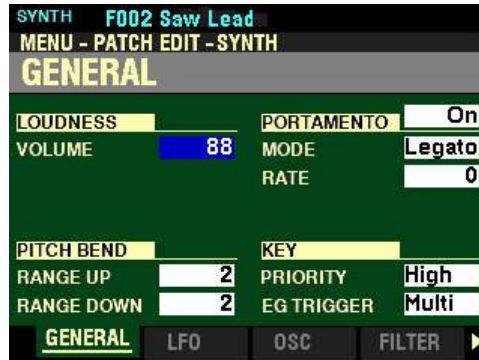 SYNTH F002 Saw Lead
MENU - PATCH EDIT - SYNTH
GENERAL
LOUDNESS
VOLUME 88
PORTAMENTO On
MODE Legato
RATE 0
PITCH BEND
RANGE UP 2
RANGE DOWN 2
KEY
PRIORITY High
EG TRIGGER Multi
GENERAL LFO OSC FILTER